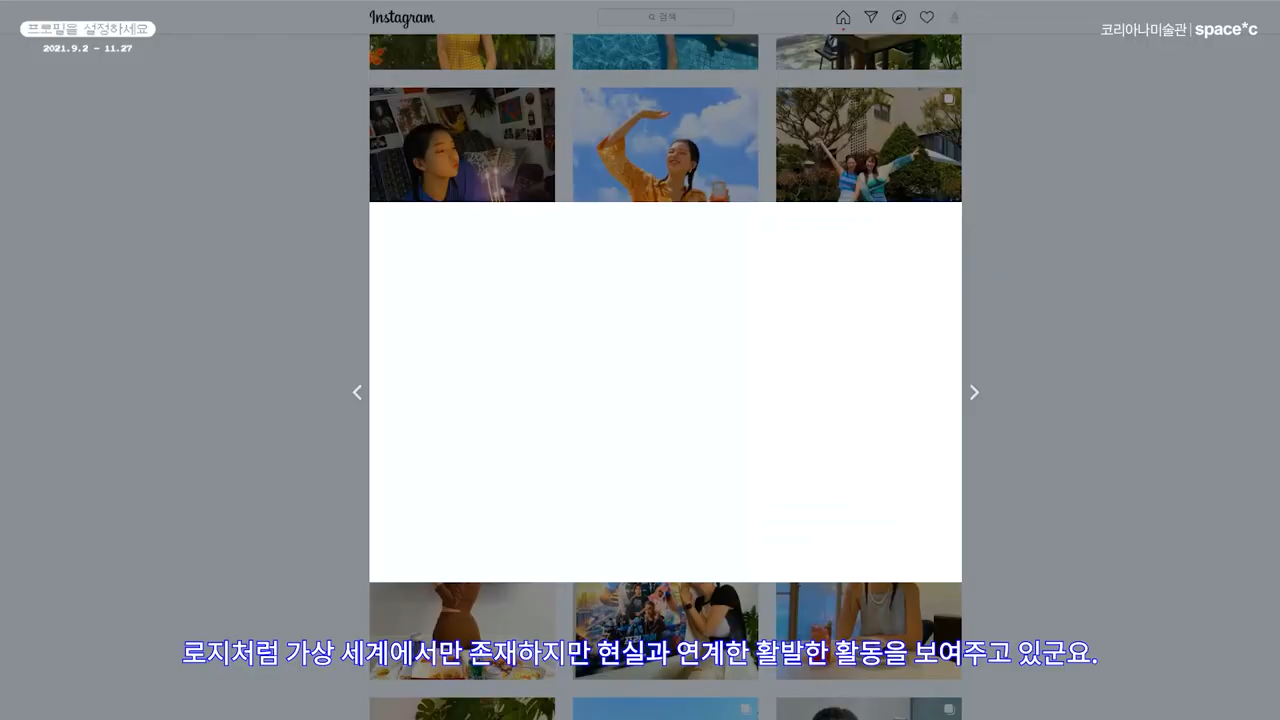 프로필을 설정하세요
2021.9.2 - 11.27
Instagram
검색
코리아나미술관 | space*c
로지처럼 가상 세계에서만 존재하지만 현실과 연계한 활발한 활동을 보여주고 있군요.